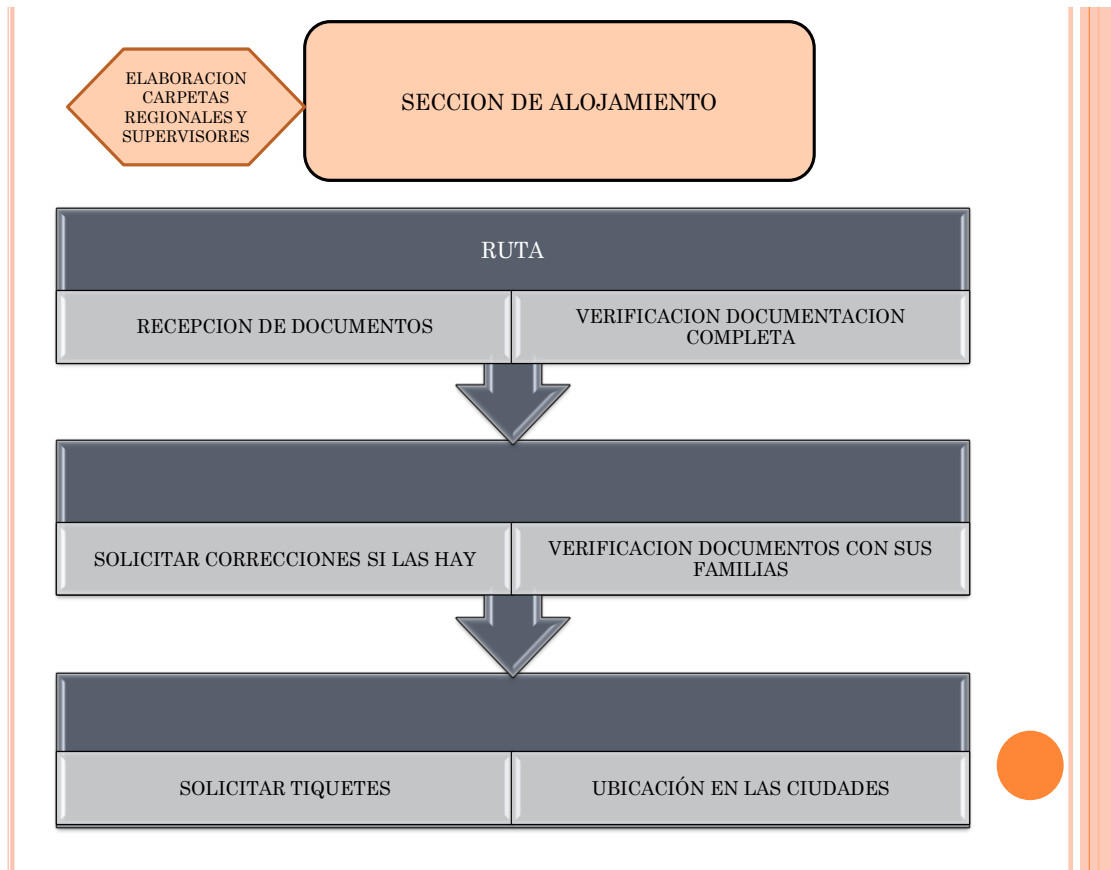 ELABORACION
CARPETAS
REGIONALES Y
SUPERVISORES
SECCION DE ALOJAMIENTO
RUTA
RECEPCION DE DOCUMENTOS
VERIFICACION DOCUMENTACION
COMPLETA
SOLICITAR CORRECCIONES SI LAS HAY
VERIFICACION DOCUMENTOS CON SUS
FAMILIAS
SOLICITAR TIQUETES
UBICACIÓN EN LAS CIUDADES